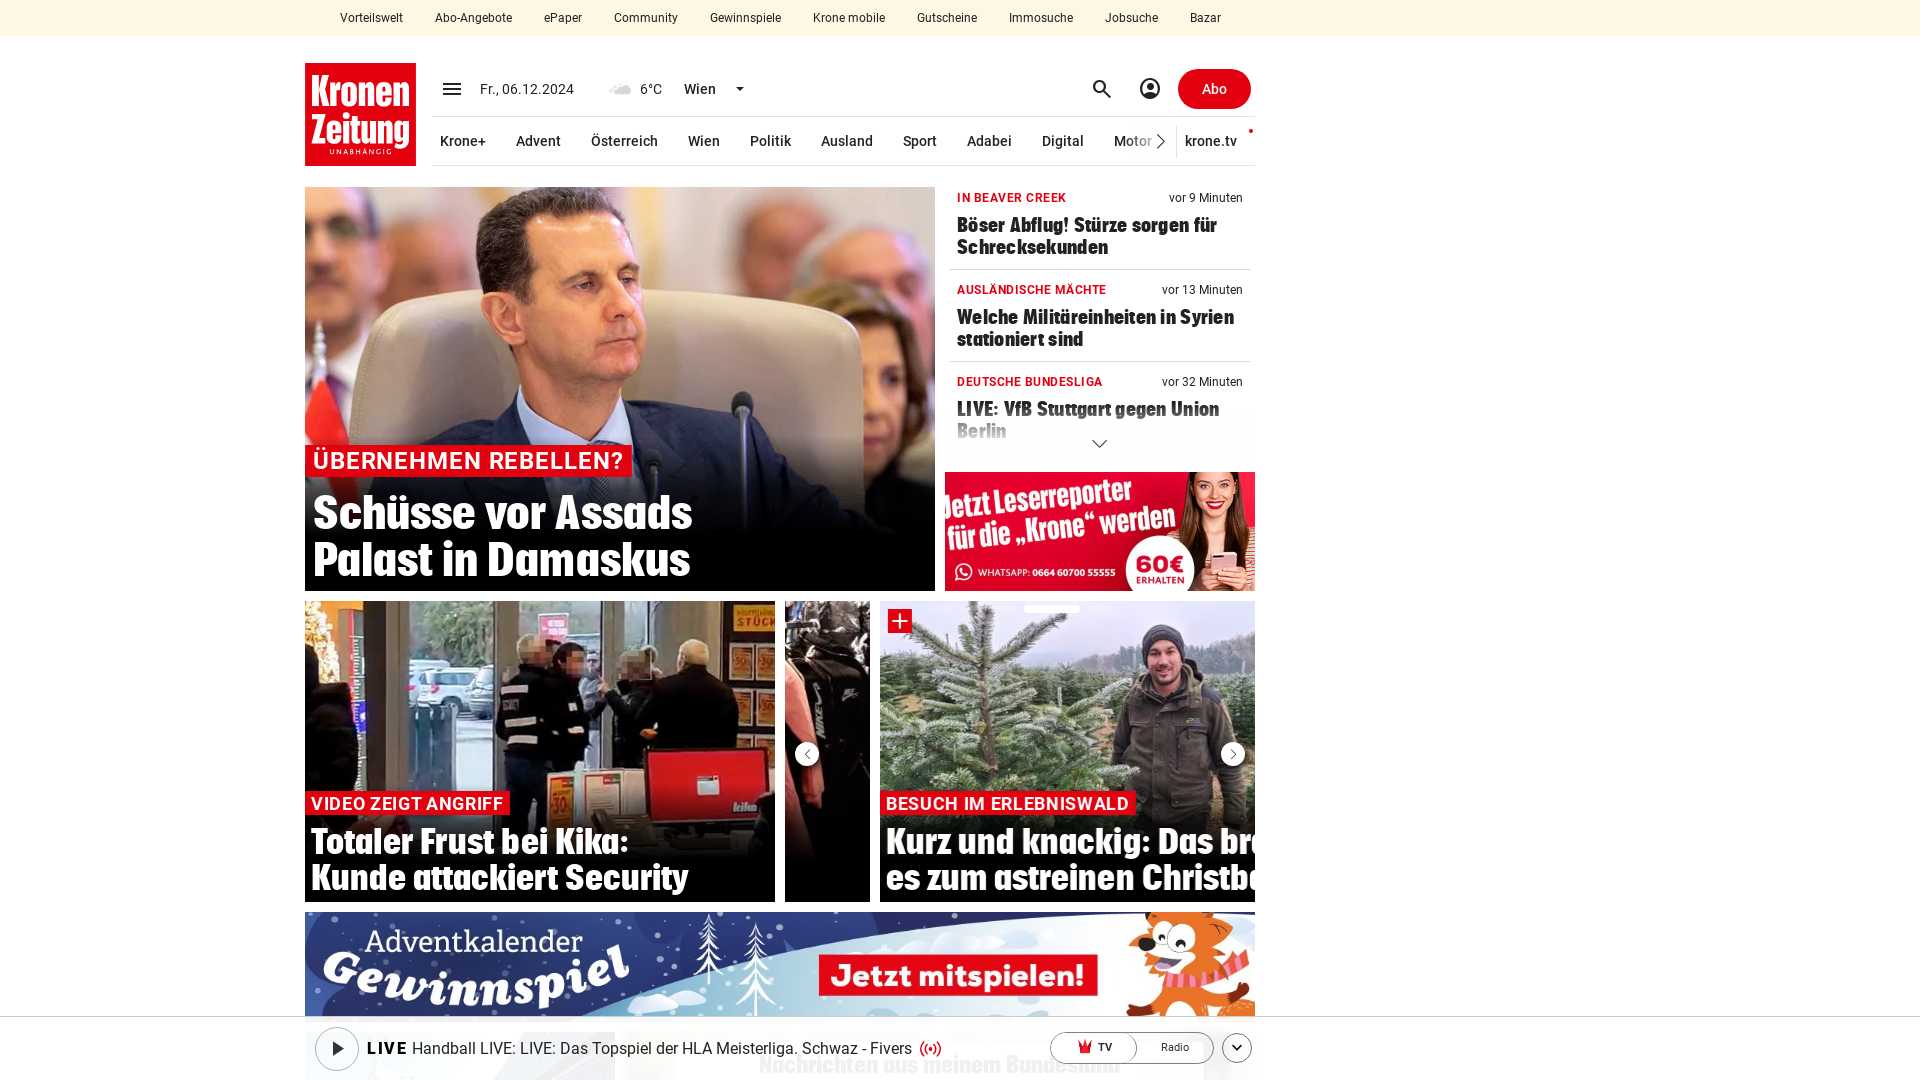 Vorteilswelt Abo-Angebote ePaper Community Gewinnspiele Krone mobile Gutscheine Immosuche Jobsuche Bazar
Kronen
Zeitung
UNABHÄNGIG
Fr., 06.12.2024 6°C Wien Abo
Krone+ Advent Österreich Wien Politik Ausland Sport Adabei Digital Motor krone.tv
ÜBERNEHMEN REBELLEN?
Schüsse vor Assads
Palast in Damaskus
IN BEAVER CREEK vor 9 Minuten
Böser Abflug! Stürze sorgen für
Schrecksekunden
AUSLÄNDISCHE MÄCHTE vor 13 Minuten
Welche Militäreinheiten in Syrien
stationiert sind
DEUTSCHE BUNDESLIGA vor 32 Minuten
LIVE: VfB Stuttgart gegen Union
Berlin
Jetzt Leserreporter
für die „Krone“ werden
WHATSAPP: 0664 60700 55555
60€
ERHALTEN
STÜCK
kika
VIDEO ZEIGT ANGRIFF
Totaler Frust bei Kika:
Kunde attackiert Security
NIKE
BESUCH IM ERLEBNISWALD
Kurz und knackig: Das bra
es zum astreinen Christba
Adventkalender
Gewinnspiel
Jetzt mitspielen!
LIVE Handball LIVE: LIVE: Das Topspiel der HLA Meisterliga. Schwaz - Fivers TV Radio
Nachrichten aus meinem Bundesland